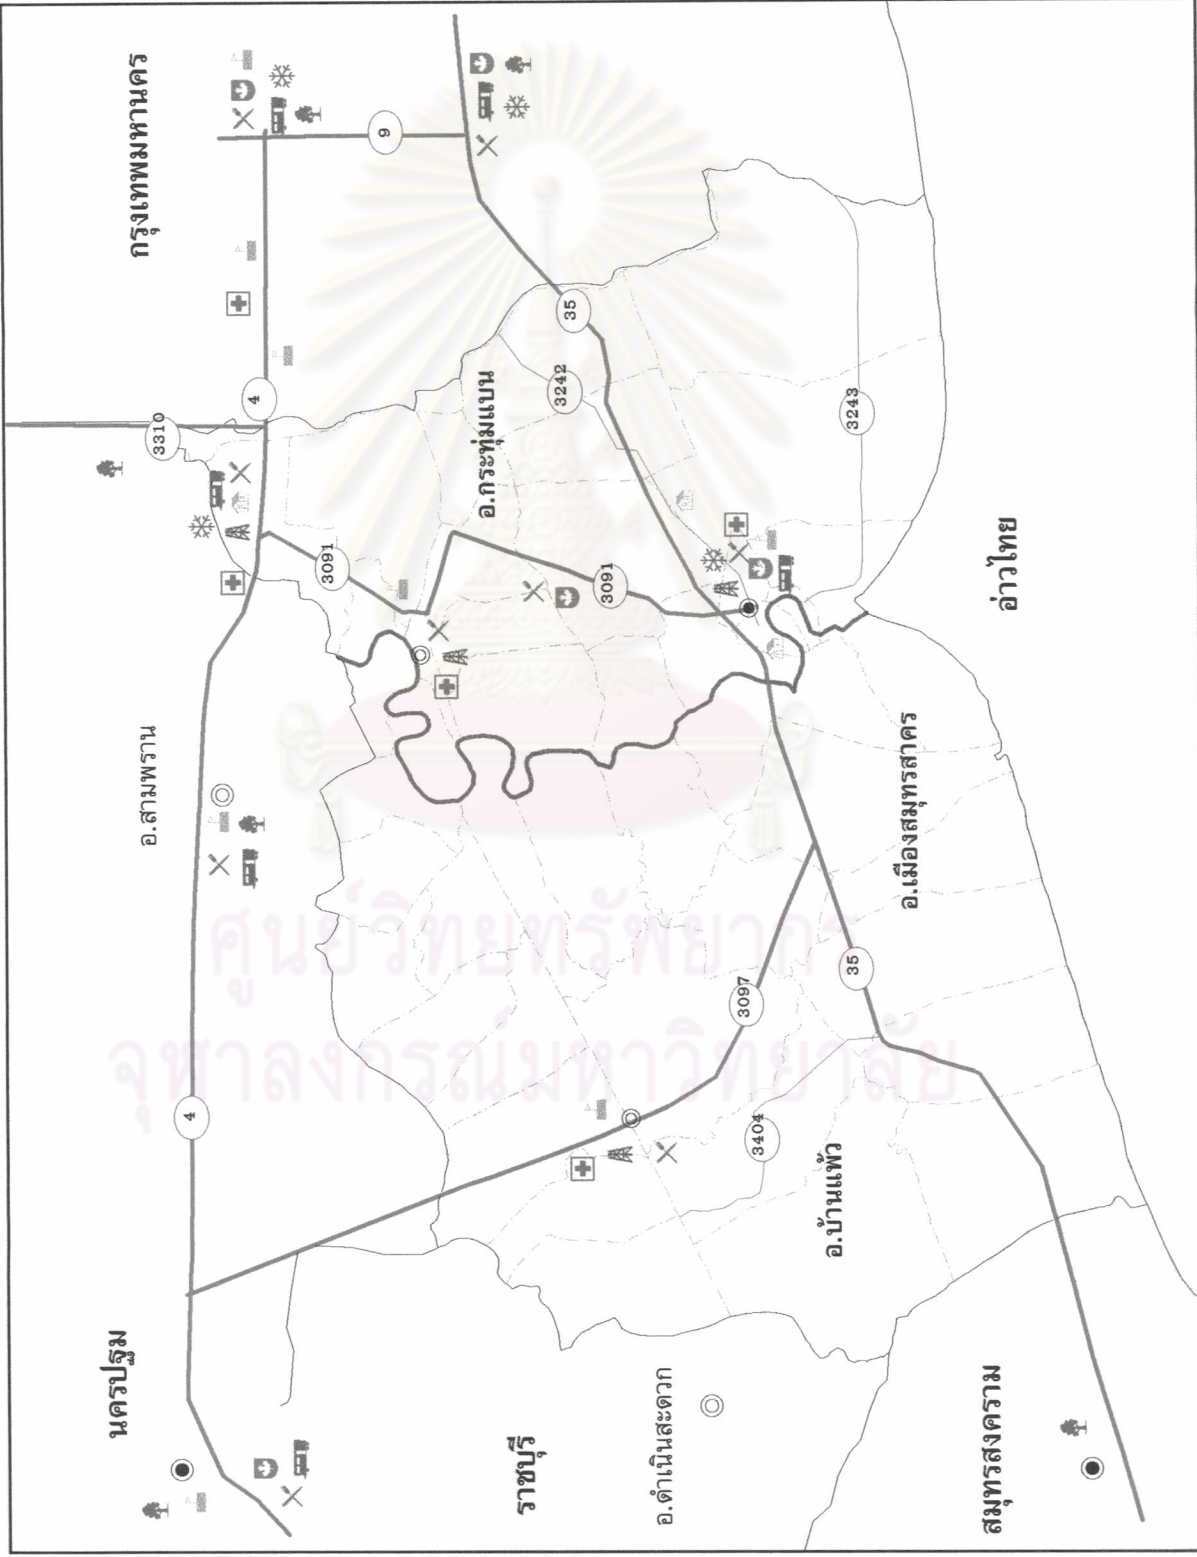 นครปฐม
อ.สามพราน
กรุงเทพมหานคร
4
4
3310
9
3091
ราชบุรี
อ.กระทุ่มแบน
3091
3242
35
อ.ดำเนินสะดวก
3097
3404
อ.บ้านแพ้ว
35
อ.เมืองสมุทรสาคร
3243
สมุทรสงคราม
อ่าวไทย
ศูนย์วิทยทรัพยากร
จุฬาลงกรณ์มหาวิทยาลัย